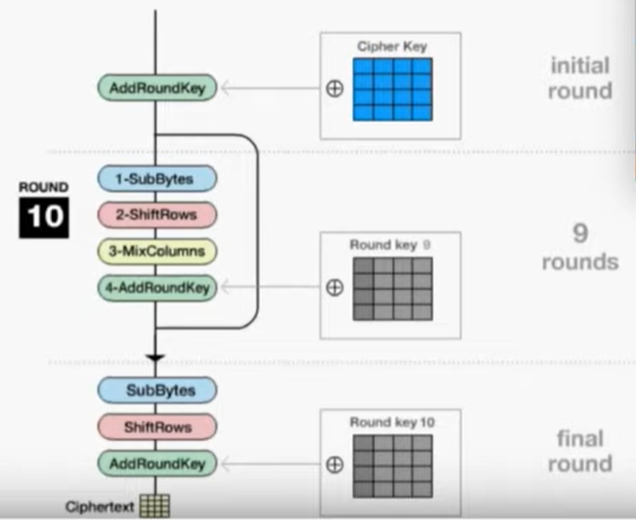 Cipher Key
AddRoundKey
⊕
initial
round
ROUND
10
1-SubBytes
2-ShiftRows
3-MixColumns
4-AddRoundKey
Round key 9
⊕
9
rounds
SubBytes
ShiftRows
AddRoundKey
Round key 10
⊕
final
round
Ciphertext